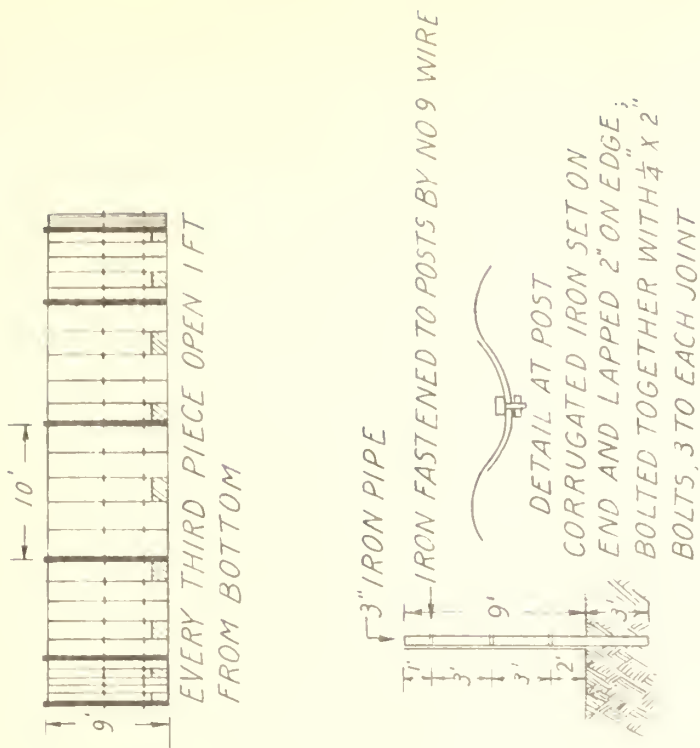 10'
9'
EVERY THIRD PIECE OPEN 1 FT
FROM BOTTOM
3" IRON PIPE
IRON FASTENED TO POSTS BY NO 9 WIRE
1'
3'
3'
2'
9'
3'
DETAIL AT POST
CORRUGATED IRON SET ON
END AND LAPPED 2" ON EDGE;
BOLTED TOGETHER WITH ¼" X 2"
BOLTS, 3 TO EACH JOINT